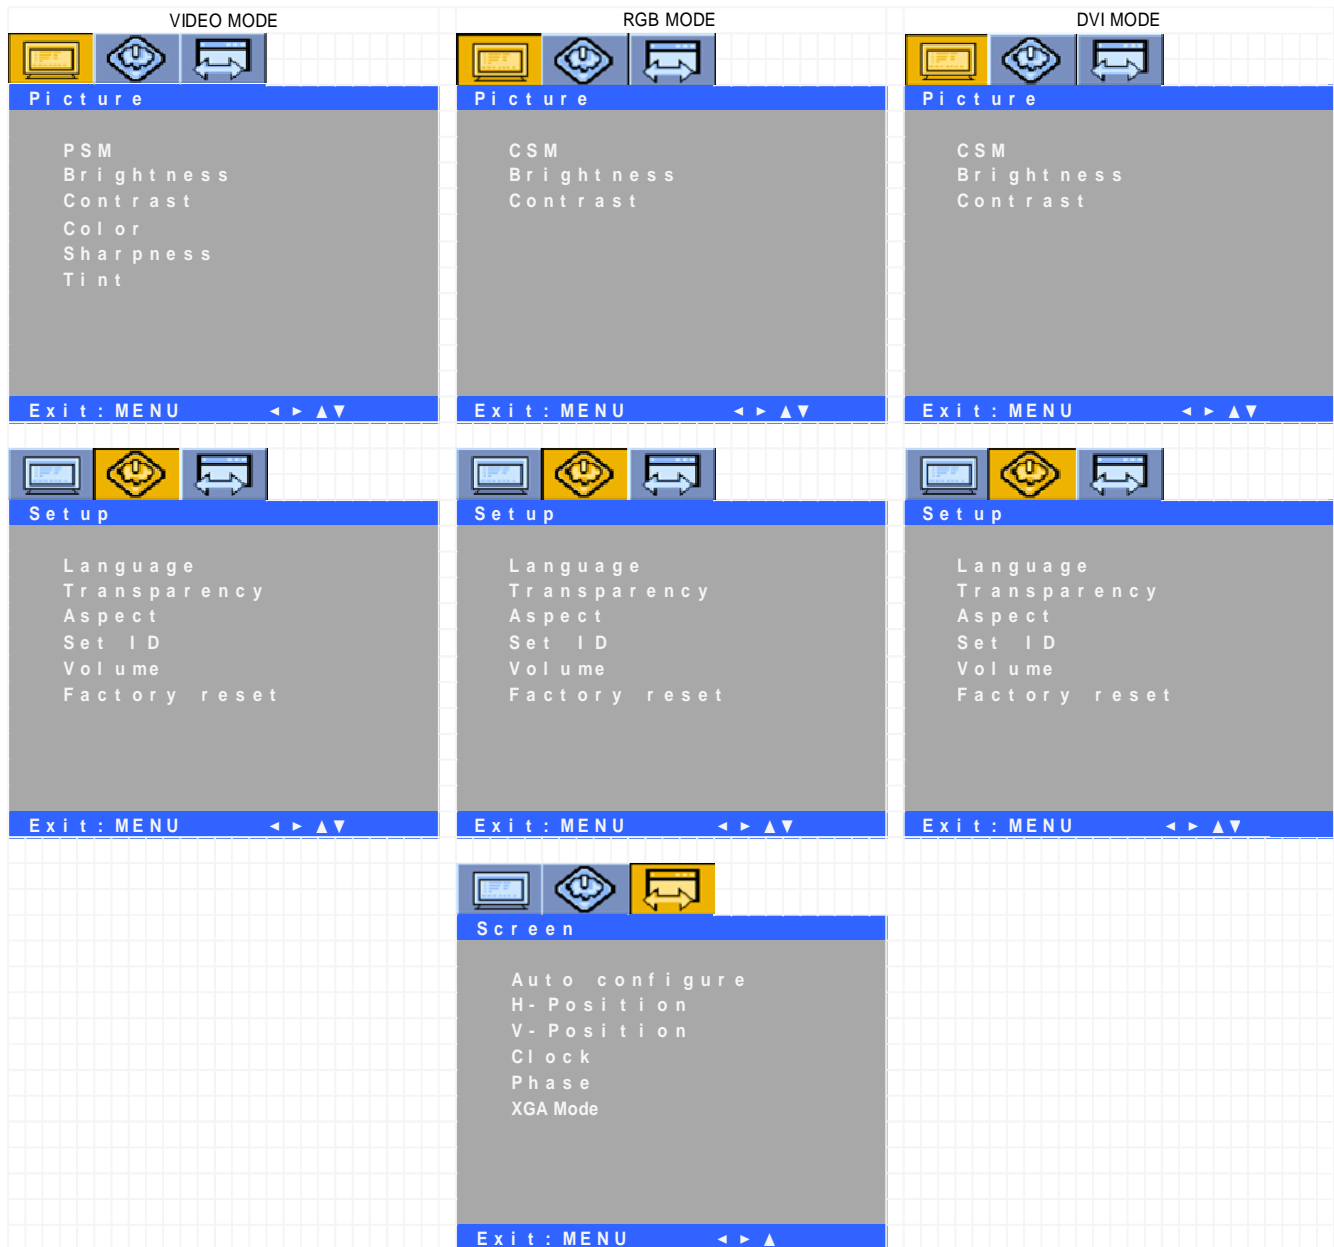 VIDEO MODE
Picture
PSM
Brightness
Contrast
Color
Sharpness
Tint
Exit: MENU ◄ ► ▲▼
RGB MODE
Picture
CSM
Brightness
Contrast
Exit: MENU ◄ ► ▲▼
DVI MODE
Picture
CSM
Brightness
Contrast
Exit: MENU ◄ ► ▲▼
Setup
Language
Transparency
Aspect
Set ID
Volume
Factory reset
Exit: MENU ◄ ► ▲▼
Setup
Language
Transparency
Aspect
Set ID
Volume
Factory reset
Exit: MENU ◄ ► ▲▼
Setup
Language
Transparency
Aspect
Set ID
Volume
Factory reset
Exit: MENU ◄ ► ▲▼
Screen
Auto configure
H-Position
V-Position
Clock
Phase
XGA Mode
Exit: MENU ◄ ► ▲